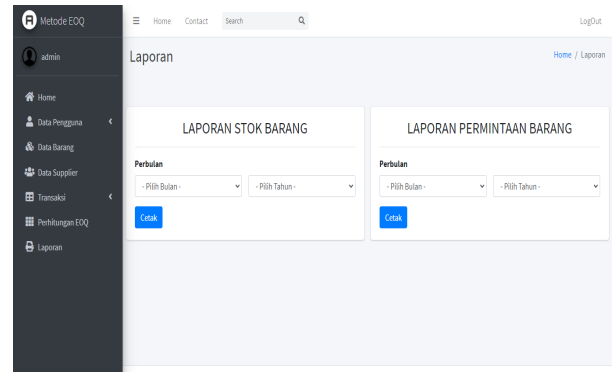 A Metode EOQ
Home Contact Search LogOut
admin
Laporan
Home / Laporan
Home
Data Pengguna
Data Barang
Data Supplier
Transaksi
Perhitungan EOQ
Laporan
LAPORAN STOK BARANG
Perbulan
- Pilih Bulan - - Pilih Tahun -
Cetak
LAPORAN PERMINTAAN BARANG
Perbulan
- Pilih Bulan - - Pilih Tahun -
Cetak